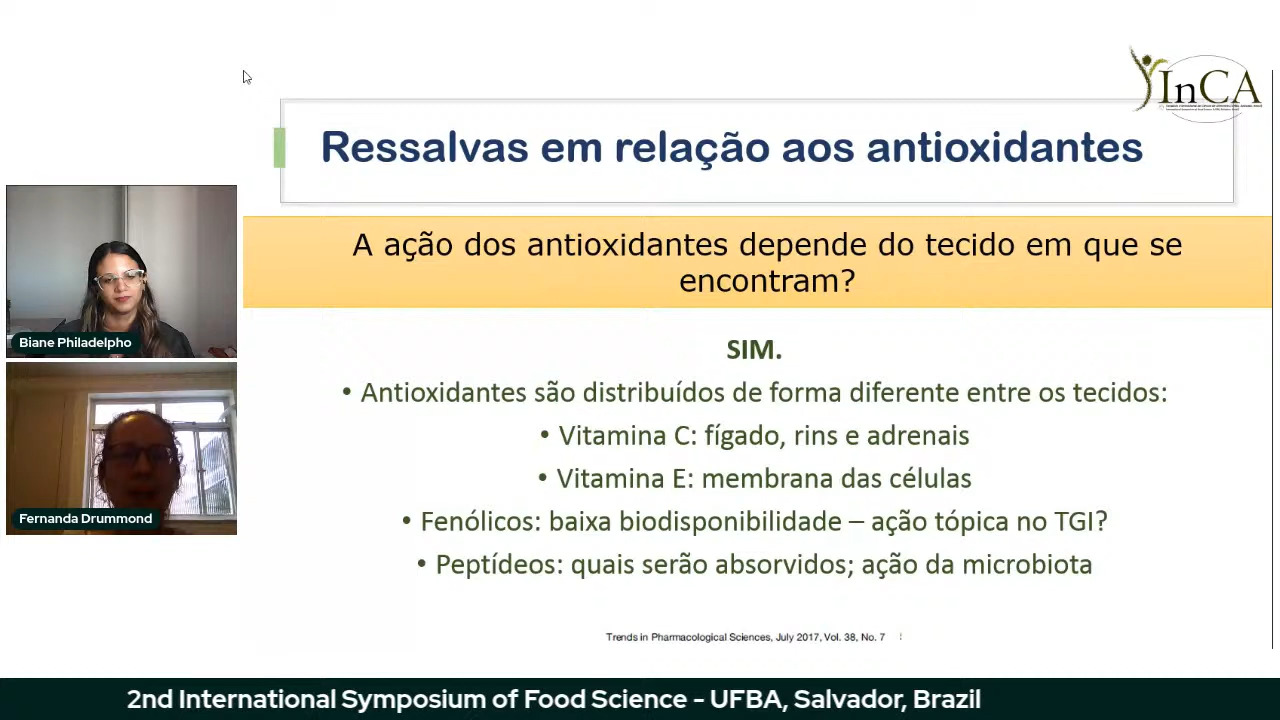 InCA
Ressalvas em relação aos antioxidantes
A ação dos antioxidantes depende do tecido em que se
encontram?
SIM.
• Antioxidantes são distribuídos de forma diferente entre os tecidos:
• Vitamina C: fígado, rins e adrenais
• Vitamina E: membrana das células
• Fenólicos: baixa biodisponibilidade – ação tópica no TGI?
• Peptídeos: quais serão absorvidos; ação da microbiota
Trends in Pharmacological Sciences, July 2017, Vol. 38, No. 7
Biane Philadelpho
Fernanda Drummond
2nd International Symposium of Food Science - UFBA, Salvador, Brazil